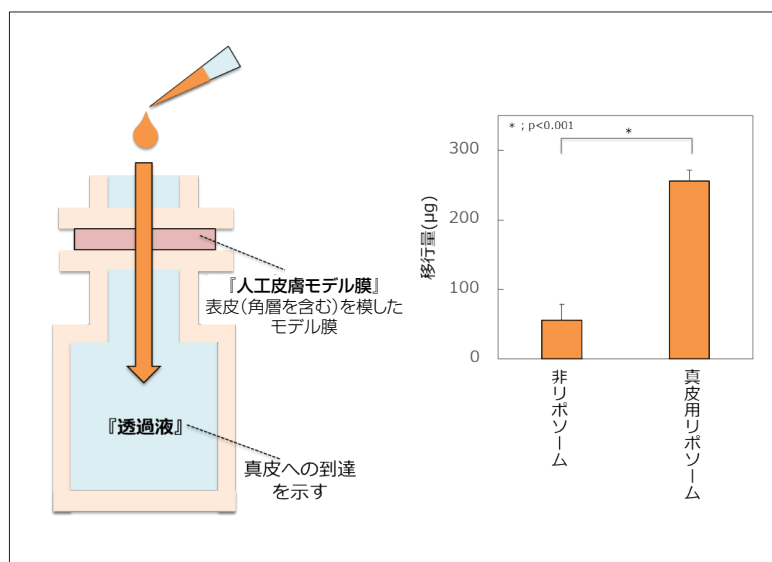 『人工皮膚モデル膜』
表皮(角層を含む)を模した
モデル膜
『透過液』
真皮への到達
を示す
* ; p<0.001
*
移行量(μg)
300
200
100
0
非リポソーム
真皮用リポソーム